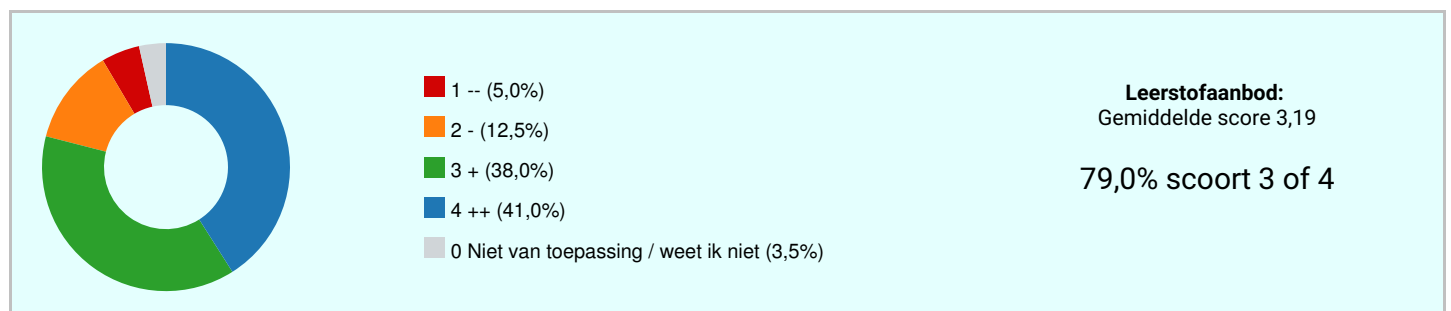 1 -- (5,0%)
2 - (12,5%)
3 + (38,0%)
4 ++ (41,0%)
0 Niet van toepassing / weet ik niet (3,5%)
Leerstofaanbod:
Gemiddelde score 3,19
79,0% scoort 3 of 4